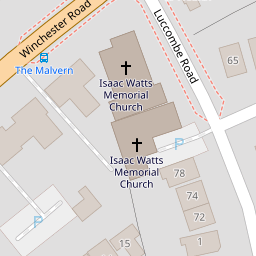 Winchester Road
Luccombe Road
The Malvern
Isaac Watts
Memorial
Church
65
P
Isaac Watts
Memorial
Church
78
74
72
P
15
1